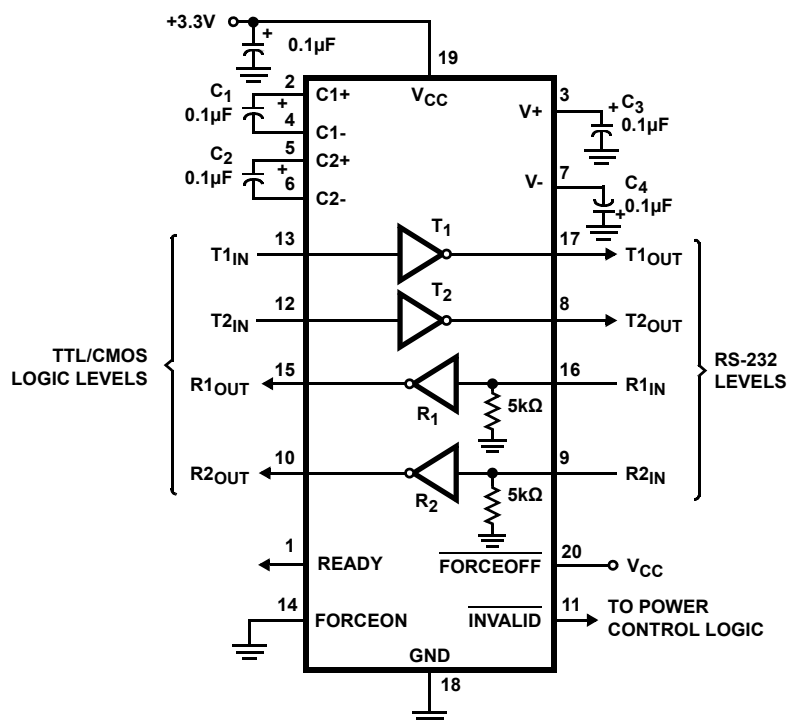 +3.3V
+
0.1µF
19
VCC
2
C1+
C1
0.1µF
+
4
C1-
5
C2+
C2
0.1µF
+
6
C2-
3
V+
+
C3
0.1µF
7
V-
C4
0.1µF
+
T1IN
13
T1
17
T1OUT
T2IN
12
T2
8
T2OUT
TTL/CMOS
LOGIC LEVELS
RS-232
LEVELS
R1OUT
15
R1
5kΩ
16
R1IN
R2OUT
10
R2
5kΩ
9
R2IN
1
READY
FORCEOFF
20
VCC
14
FORCEON
INVALID
11
TO POWER
CONTROL LOGIC
GND
18